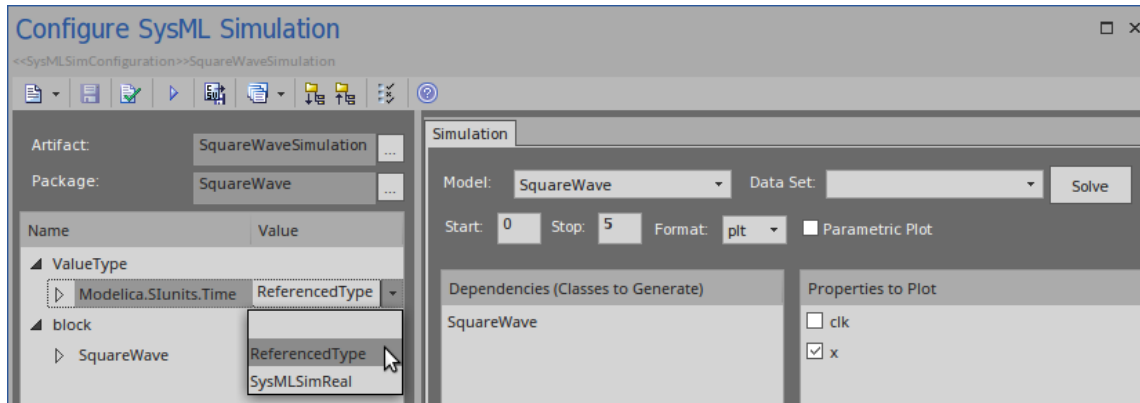 Configure SysML Simulation
<<SysMLSimConfiguration>>SquareWaveSimulation
Artifact: SquareWaveSimulation ...
Package: SquareWave ...
Name Value
ValueType
Modelica.SIunits.Time ReferencedType
block
SquareWave
ReferencedType
SysMLSimReal
Simulation
Model: SquareWave Data Set: Solve
Start: 0 Stop: 5 Format: plt Parametric Plot
Dependencies (Classes to Generate)
SquareWave
Properties to Plot
clk
x